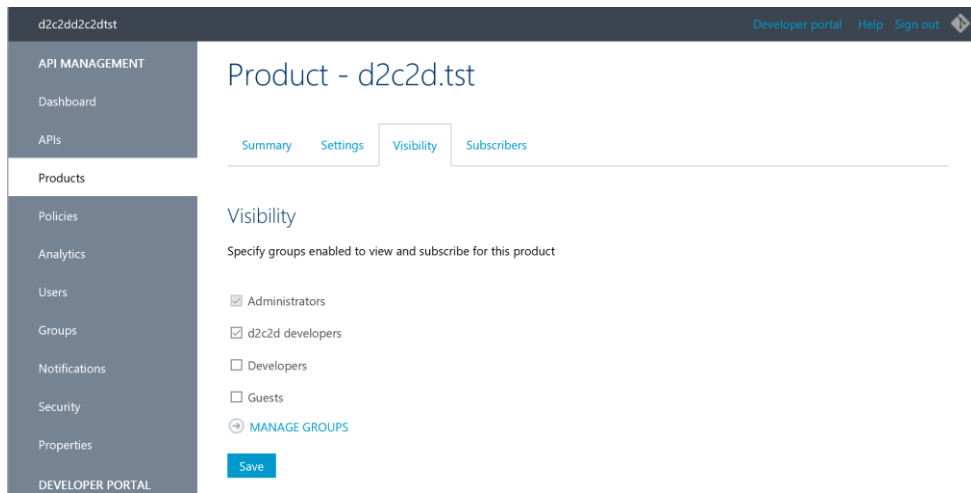 d2c2dd2c2dtst
Developer portal Help Sign out
API MANAGEMENT
Dashboard
APIs
Products
Policies
Analytics
Users
Groups
Notifications
Security
Properties
DEVELOPER PORTAL
Product - d2c2d.tst
Summary Settings Visibility Subscribers
Visibility
Specify groups enabled to view and subscribe for this product
Administrators
d2c2d developers
Developers
Guests
MANAGE GROUPS
Save